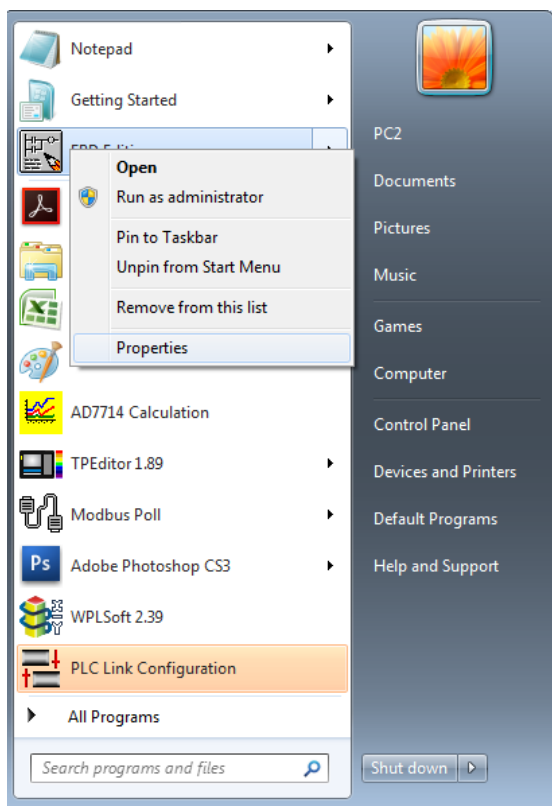 Notepad
Getting Started
Open
Run as administrator
Pin to Taskbar
Unpin from Start Menu
Remove from this list
Properties
AD7714 Calculation
TPEditor 1.89
Modbus Poll
Ps
Adobe Photoshop CS3
WPLSoft 2.39
PLC Link Configuration
All Programs
Search programs and files
PC2
Documents
Pictures
Music
Games
Computer
Control Panel
Devices and Printers
Default Programs
Help and Support
Shut down